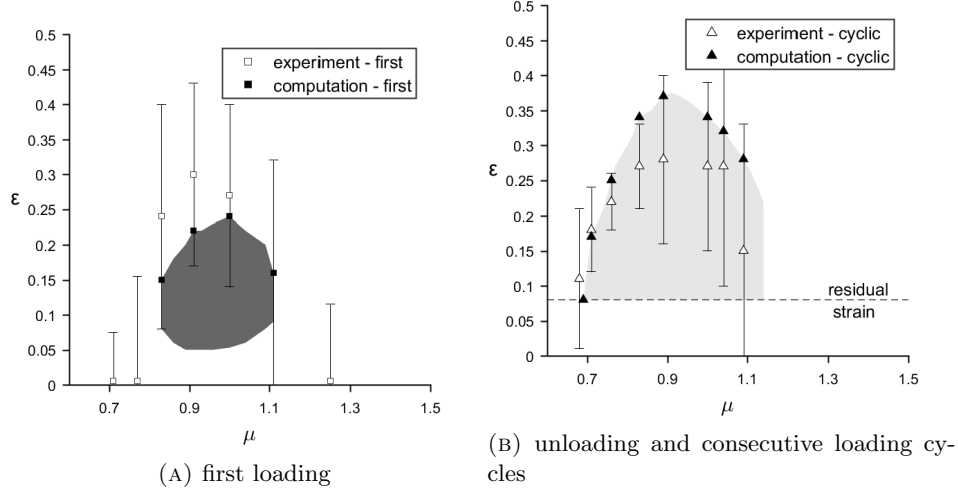 0.5
0.45
0.4
0.35
0.3
0.25
0.2
0.15
0.1
0.05
0
ε
experiment - first
computation - first
0.7 0.9 1.1 1.3 1.5
μ
(A) first loading
0.5
0.45
0.4
0.35
0.3
0.25
0.2
0.15
0.1
0.05
0
ε
experiment - cyclic
computation - cyclic
residual
strain
0.7 0.9 1.1 1.3 1.5
μ
(B) unloading and consecutive loading cy-
cles